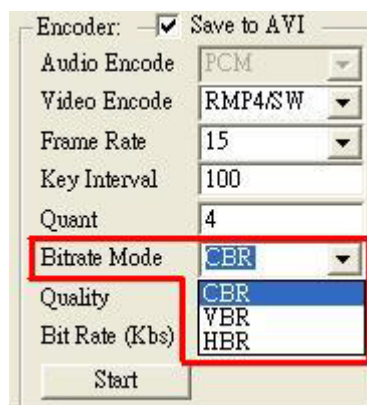 Encoder: Save to AVI
Audio Encode PCM
Video Encode RMP4/SW
Frame Rate 15
Key Interval 100
Quant 4
Bitrate Mode CBR
Quality CBR
VBR
Bit Rate (Kbs) HBR
Start